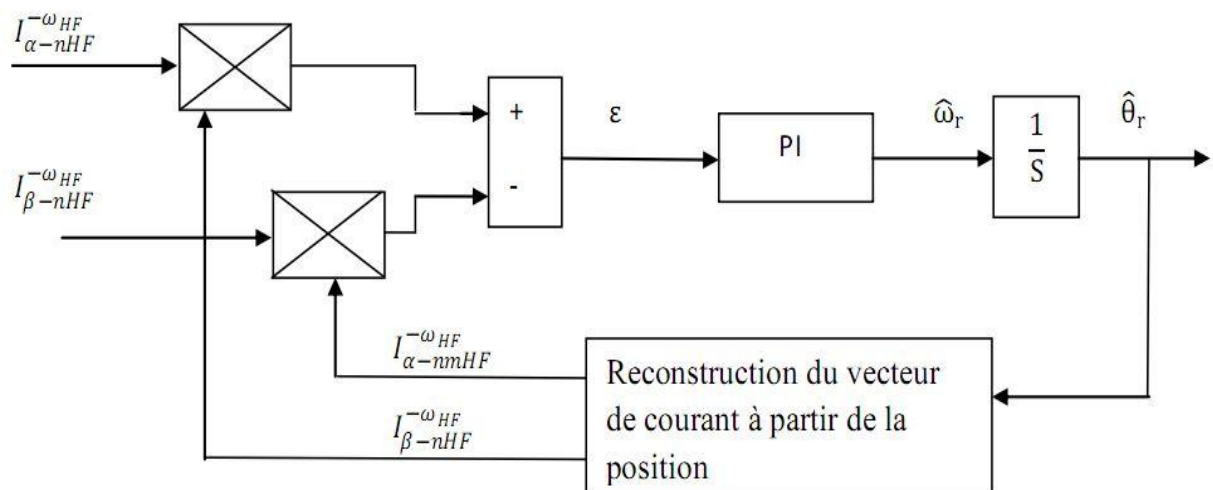 I_{α−nHF}^{−ω_{HF}}
I_{β−nHF}^{−ω_{HF}}
+
-
ε
PI
ω̂_r
1
S
θ̂_r
I_{α−nmHF}^{−ω_{HF}}
I_{β−nHF}^{−ω_{HF}}
Reconstruction du vecteur
de courant à partir de la
position